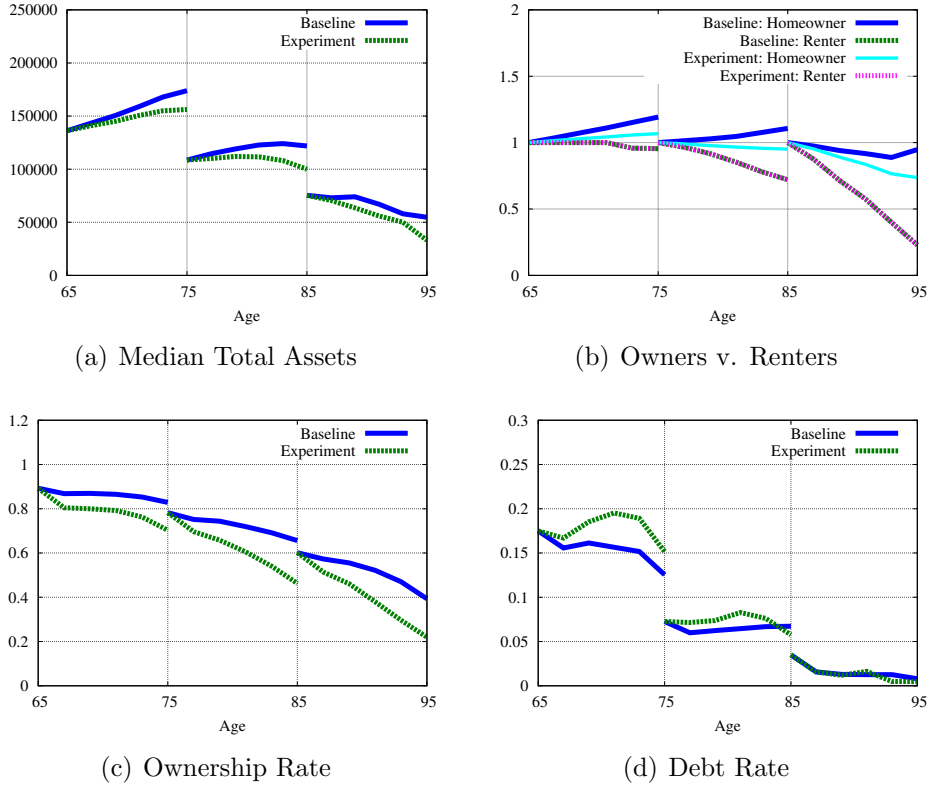 250000
200000
150000
100000
50000
0
65 75 85 95
Age
Baseline
Experiment
(a) Median Total Assets
2
1.5
1
0.5
0
65 75 85 95
Age
Baseline: Homeowner
Baseline: Renter
Experiment: Homeowner
Experiment: Renter
(b) Owners v. Renters
1.2
1
0.8
0.6
0.4
0.2
0
65 75 85 95
Age
Baseline
Experiment
(c) Ownership Rate
0.3
0.25
0.2
0.15
0.1
0.05
0
65 75 85 95
Age
Baseline
Experiment
(d) Debt Rate